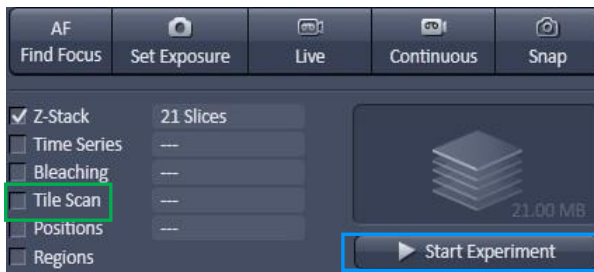 AF
Find Focus
Set Exposure
Live
Continuous
Snap
Z-Stack 21 Slices
Time Series ---
Bleaching ---
Tile Scan ---
Positions ---
Regions
21.00 MB
Start Experiment